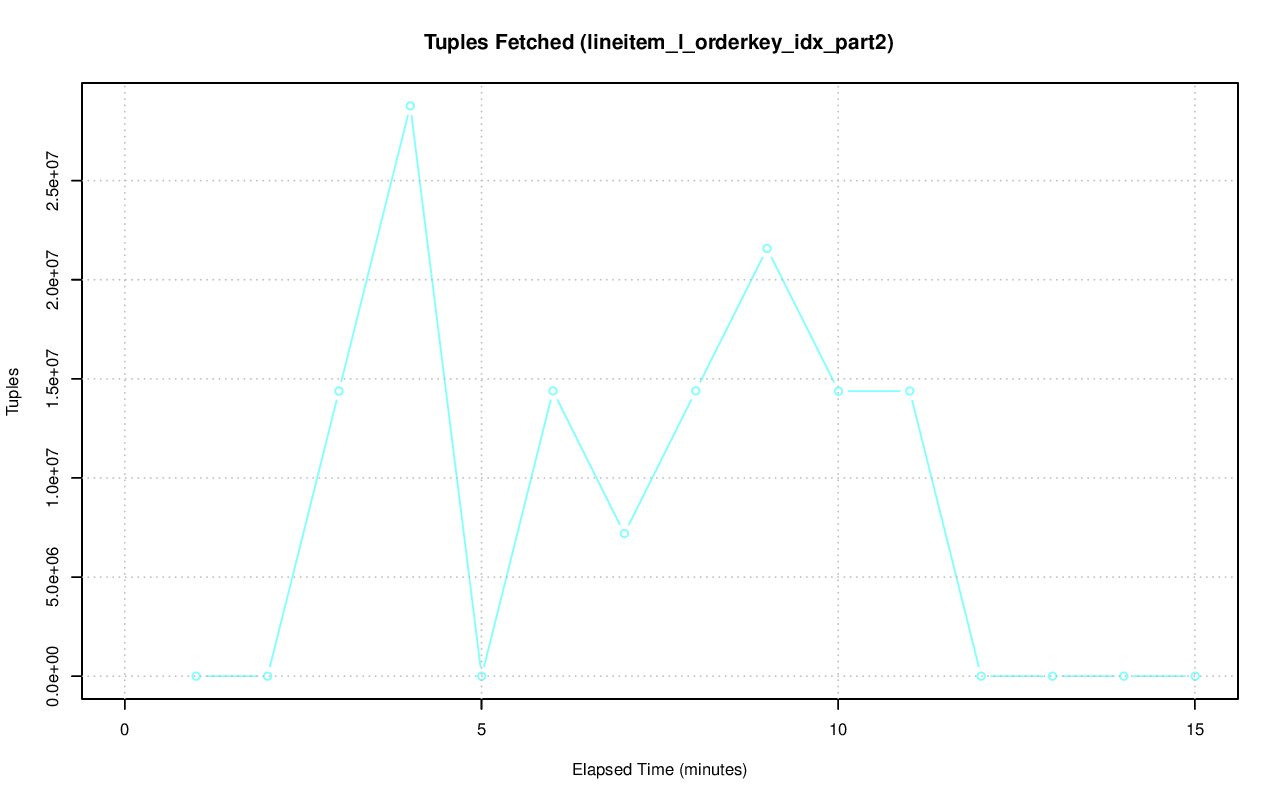 Tuples Fetched (lineitem_l_orderkey_idx_part2)
Tuples
2.5e+07
2.0e+07
1.5e+07
1.0e+07
5.0e+06
0.0e+00
0 5 10 15
Elapsed Time (minutes)